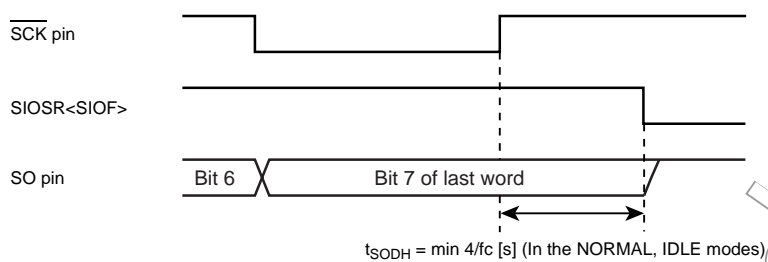 SCK pin
SIOSR<SIOF>
SO pin
Bit 6
Bit 7 of last word
tSODH = min 4/fc [s] (In the NORMAL, IDLE modes)